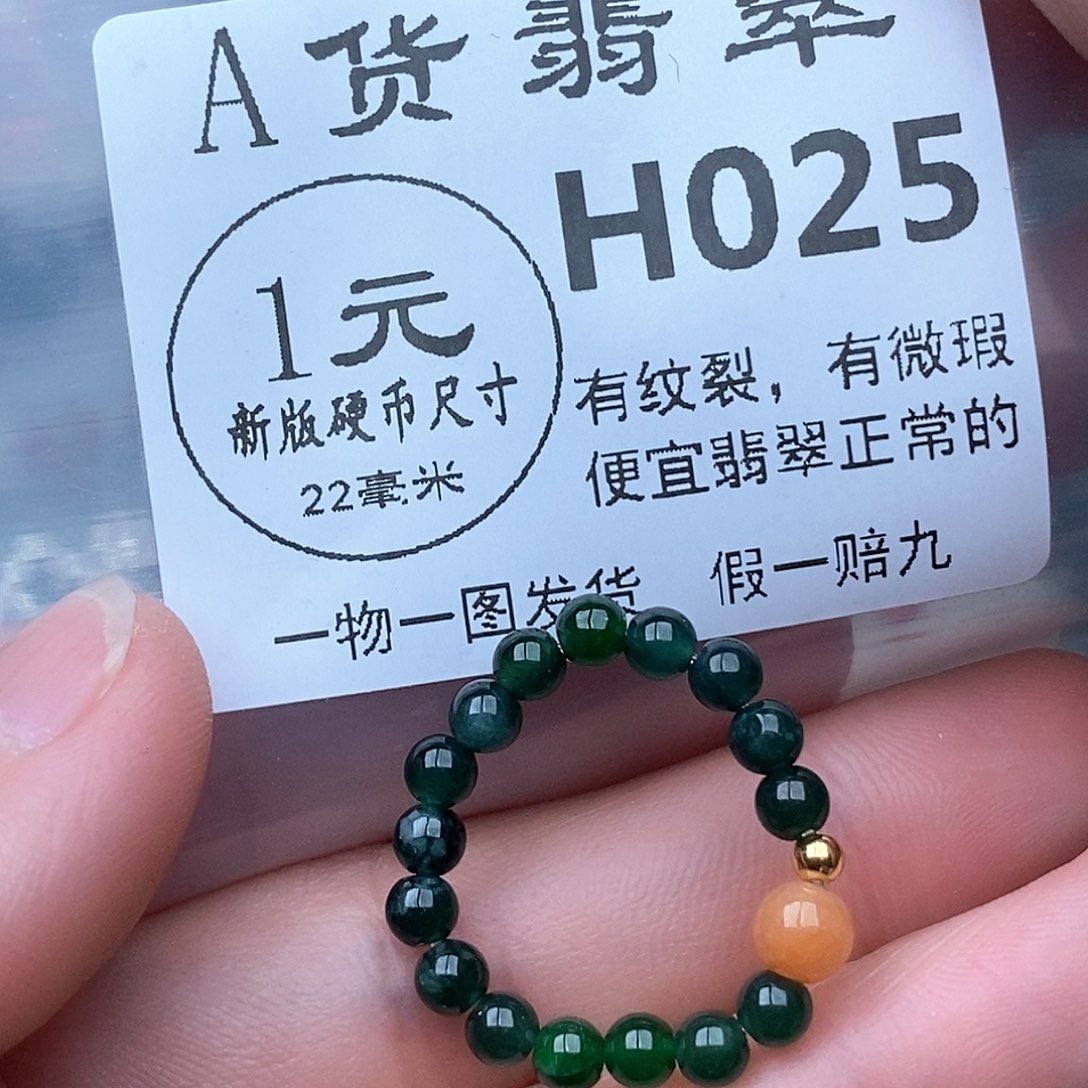 A货翡翠
H025
1元
新版硬币尺寸
22毫米
有纹裂，有微瑕
便宜翡翠正常的
一物一图发货 假一赔九